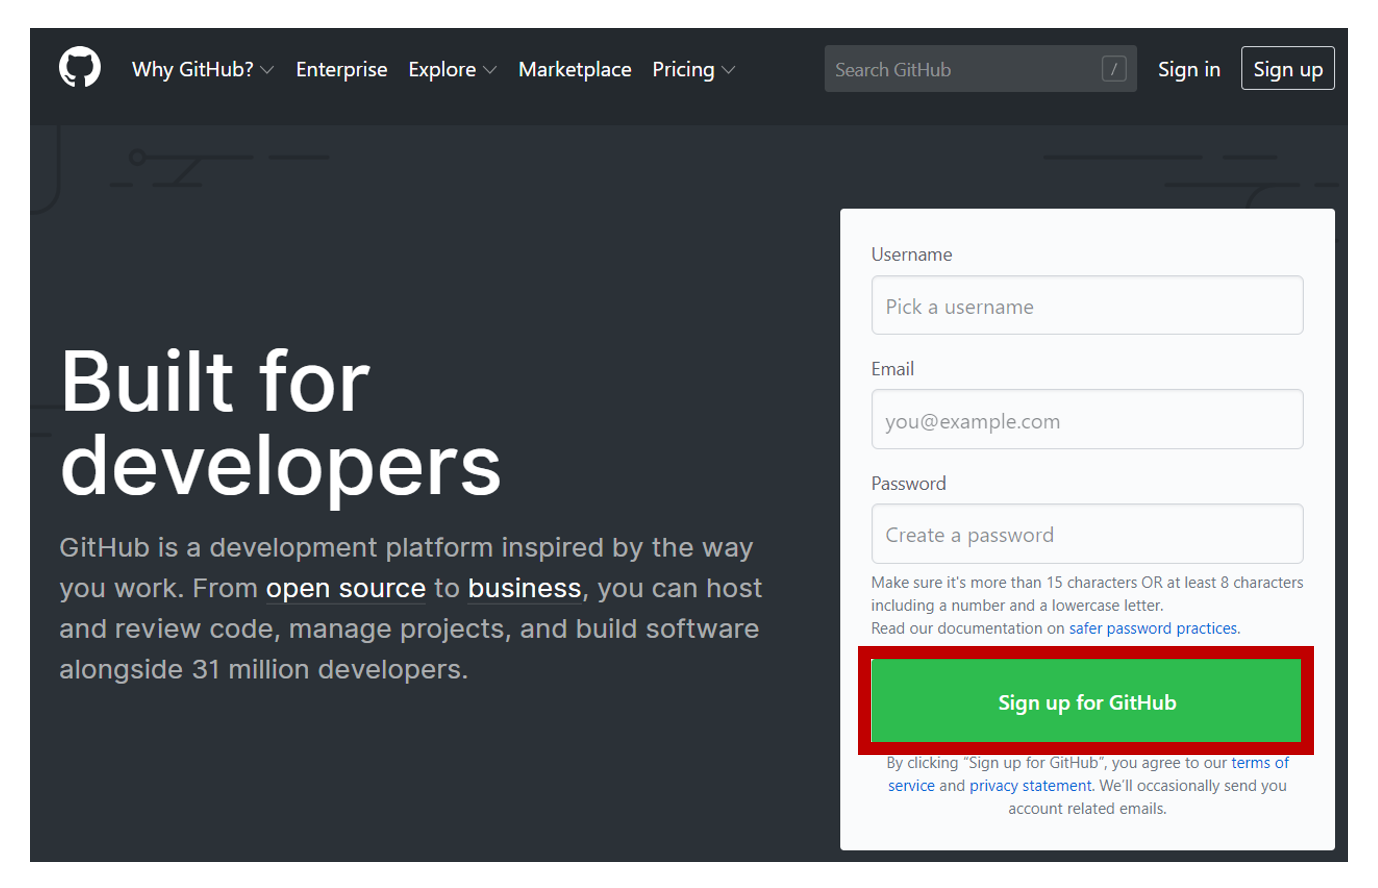 Why GitHub? Enterprise Explore Marketplace Pricing Search GitHub / Sign in Sign up
Built for
developers
GitHub is a development platform inspired by the way
you work. From open source to business, you can host
and review code, manage projects, and build software
alongside 31 million developers.
Username
Pick a username
Email
you@example.com
Password
Create a password
Make sure it's more than 15 characters OR at least 8 characters
including a number and a lowercase letter.
Read our documentation on safer password practices.
Sign up for GitHub
By clicking “Sign up for GitHub”, you agree to our terms of
service and privacy statement. We’ll occasionally send you
account related emails.